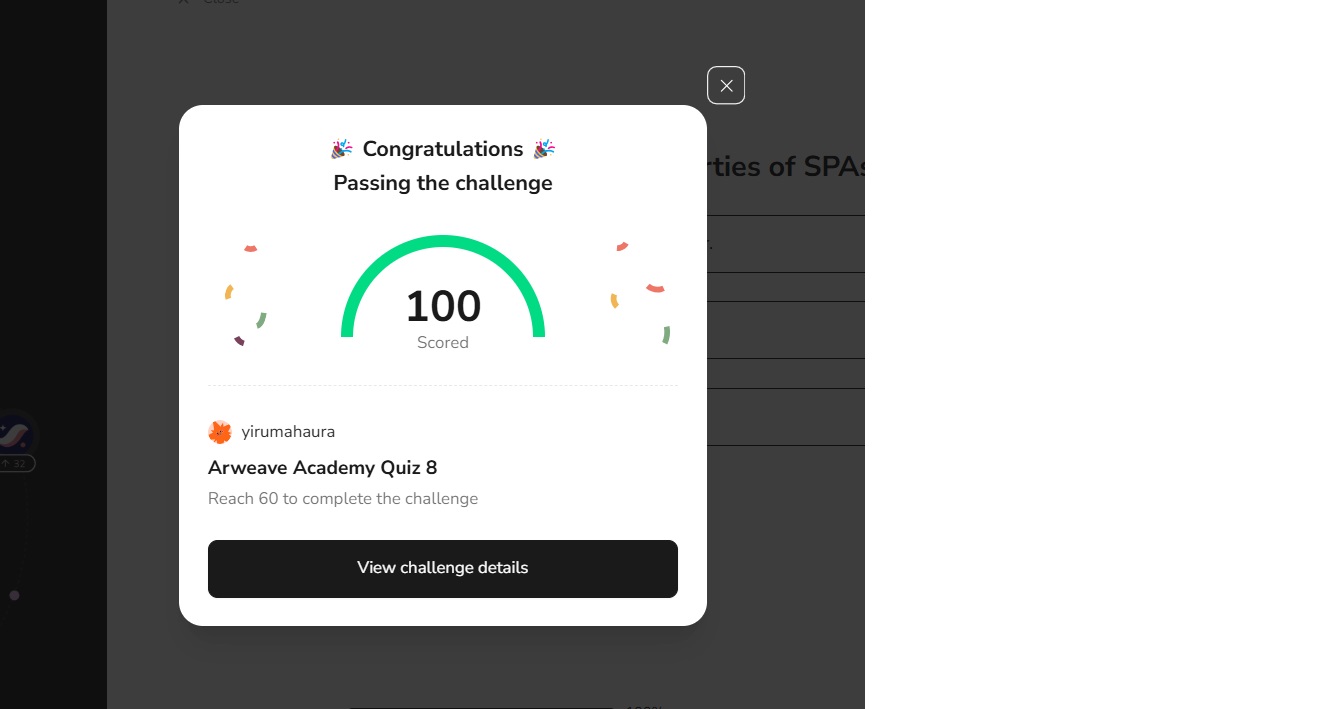 Close
🎉 Congratulations 🎉
Passing the challenge
rties of SPAs
100
Scored
yirumahaura
32
Arweave Academy Quiz 8
Reach 60 to complete the challenge
View challenge details